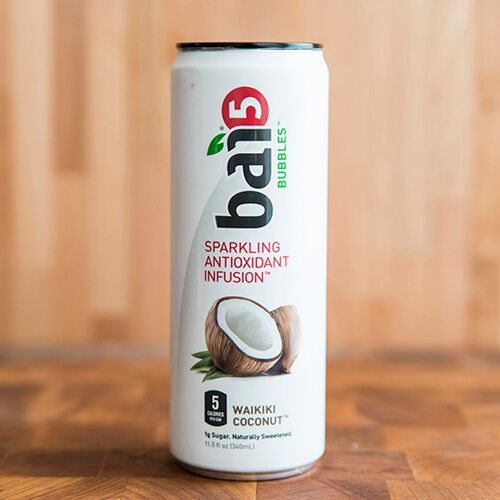 bai5
BUBBLES™
SPARKLING
ANTIOXIDANT
INFUSION™
5
CALORIES
PER CAN
WAIKIKI
COCONUT™
1g Sugar. Naturally Sweetened.
11.5 fl oz (340mL)